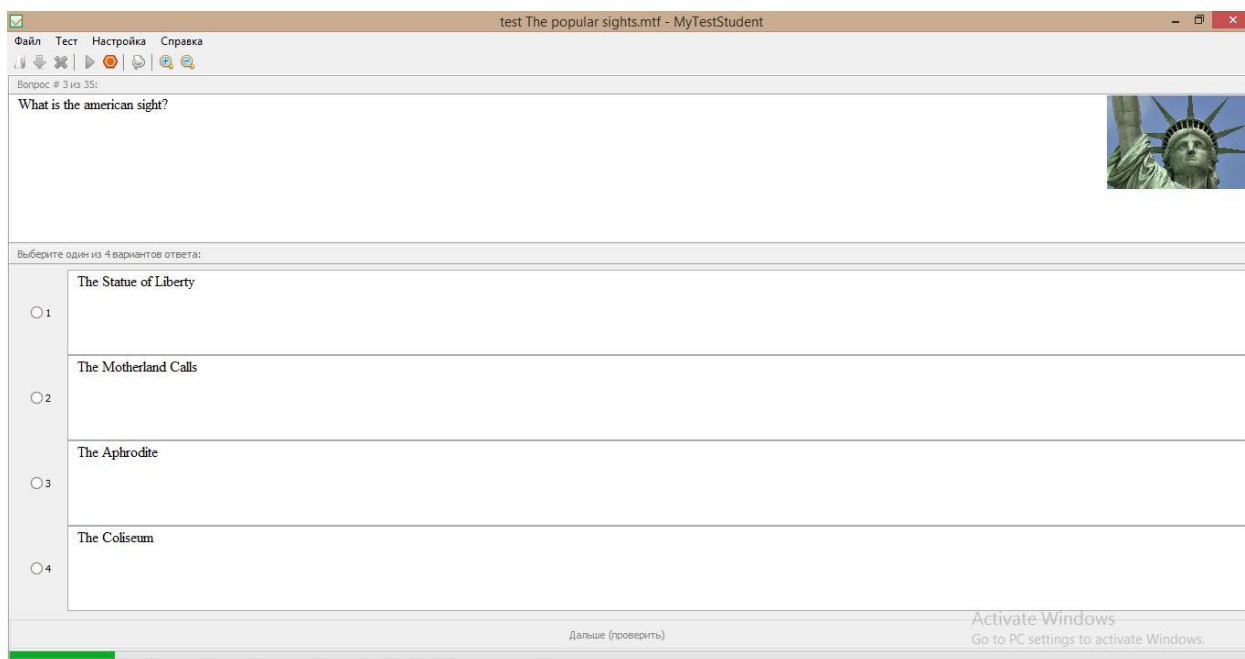 test The popular sights.mtf - MyTestStudent
Файл Тест Настройка Справка
Вопрос # 3 из 35:
What is the american sight?
Выберите один из 4 вариантов ответа:
The Statue of Liberty
1
The Motherland Calls
2
The Aphrodite
3
The Coliseum
4
Activate Windows
Дальше (проверить)
Go to PC settings to activate Windows.